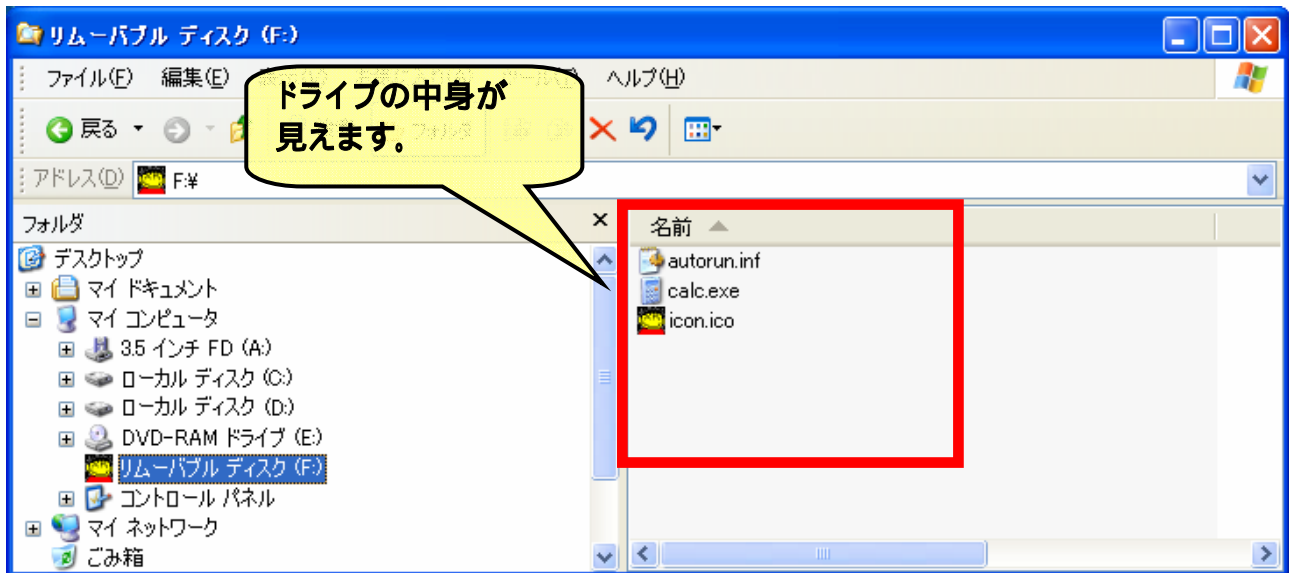 リムーバブル ディスク (F:)
ファイル(F) 編集(E) ヘルプ(H)
ドライブの中身が
見えます。
戻る
アドレス(D) F:¥
フォルダ
名前
デスクトップ
マイ ドキュメント
マイ コンピュータ
3.5 インチ FD (A:)
ローカル ディスク (C:)
ローカル ディスク (D:)
DVD-RAM ドライブ (E:)
リムーバブル ディスク (F:)
コントロール パネル
マイ ネットワーク
ごみ箱
autorun.inf
calc.exe
icon.ico